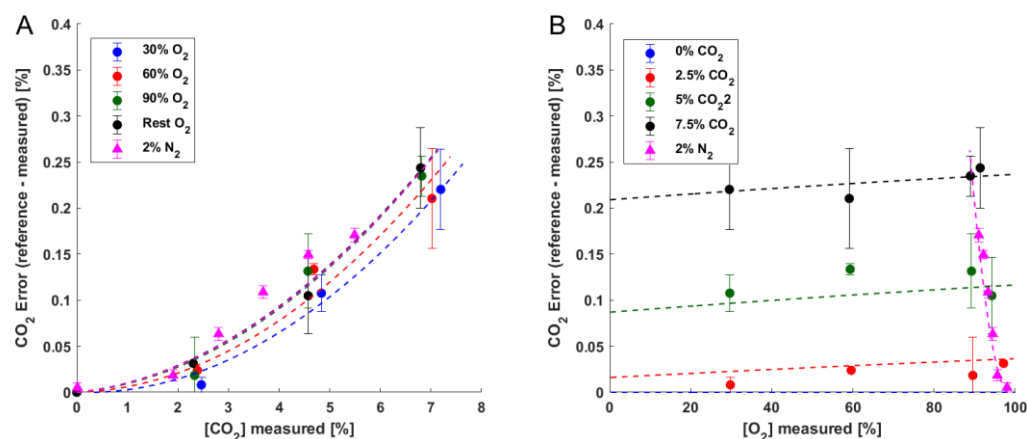 A
CO2 Error (reference - measured) [%]
0.4
0.35
0.3
0.25
0.2
0.15
0.1
0.05
0
30% O2
60% O2
90% O2
Rest O2
2% N2
0 1 2 3 4 5 6 7 8
[CO2] measured [%]
B
CO2 Error (reference - measured) [%]
0.4
0.35
0.3
0.25
0.2
0.15
0.1
0.05
0
0% CO2
2.5% CO2
5% CO22
7.5% CO2
2% N2
0 20 40 60 80 100
[O2] measured [%]